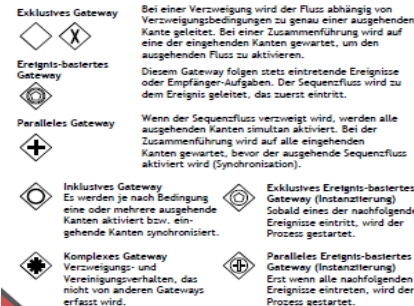 Exklusives Gateway
Bei einer Verzweigung wird der Fluss abhängig von
Verzweigungsbedingungen zu genau einer ausgehenden
Kante geleitet. Bei einer Zusammenführung wird auf
eine der eingehenden Kanten gewartet, um den
ausgehenden Fluss zu aktivieren.
X
Ereignis-basiertes
Gateway
Diesem Gateway folgen stets eintretende Ereignisse
oder Empfänger-Aufgaben. Der Sequenzfluss wird zu
dem Ereignis geleitet, das zuerst eintritt.
Paralleles Gateway
Wenn der Sequenzfluss verzweigt wird, werden alle
ausgehenden Kanten simultan aktiviert. Bei der
Zusammenführung wird auf alle eingehenden
Kanten gewartet, bevor der ausgehende Sequenzfluss
aktiviert wird (Synchronisation).
Inklusives Gateway
Es werden je nach Bedingung
eine oder mehrere ausgehende
Kanten aktiviert bzw. ein-
gehende Kanten synchronisiert.
Exklusives Ereignis-basiertes
Gateway (Instanziierung)
Sobald eines der nachfolgende
Ereignisse eintritt, wird der
Prozess gestartet.
Komplexes Gateway
Verzweigungs- und
Vereinigungsverhalten, das
nicht von anderen Gateways
erfasst wird.
Paralleles Ereignis-basiertes
Gateway (Instanziierung)
Erst wenn alle nachfolgenden
Ereignisse eintreten, wird der
Prozess gestartet.